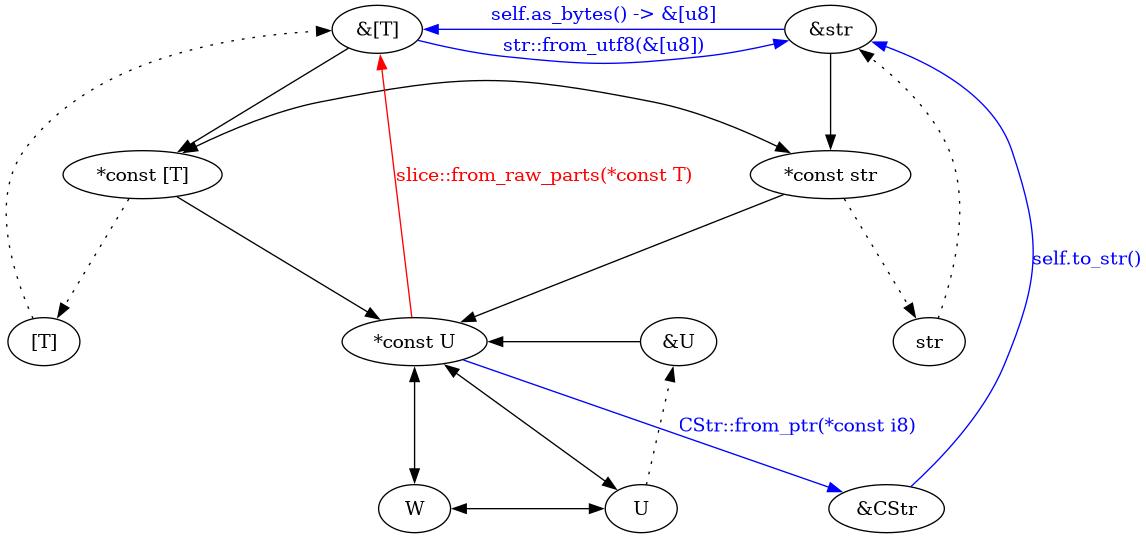 self.as_bytes() -> &[u8]
&[T]
&str
str::from_utf8(&[u8])
*const [T]
slice::from_raw_parts(*const T)
*const str
self.to_str()
[T]
*const U
&U
str
CStr::from_ptr(*const i8)
W
U
&CStr